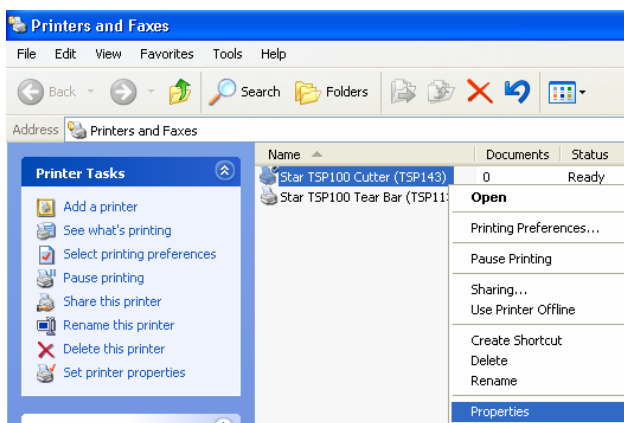 Printers and Faxes
File Edit View Favorites Tools Help
Back Search Folders
Address Printers and Faxes
Name Documents Status
Printer Tasks
Add a printer
See what's printing
Select printing preferences
Pause printing
Share this printer
Rename this printer
Delete this printer
Set printer properties
Star TSP100 Cutter (TSP143) 0 Ready
Star TSP100 Tear Bar (TSP11
Open
Printing Preferences...
Pause Printing
Sharing...
Use Printer Offline
Create Shortcut
Delete
Rename
Properties